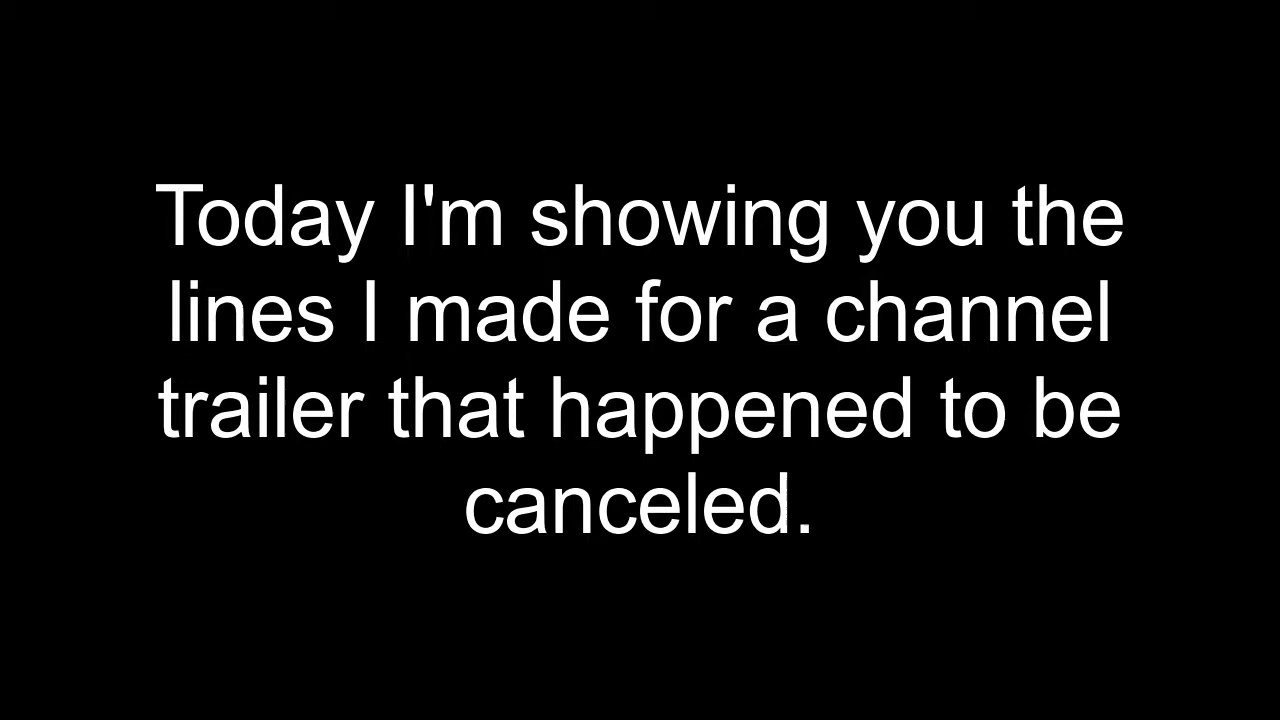 Today I'm showing you the
lines I made for a channel
trailer that happened to be
canceled.